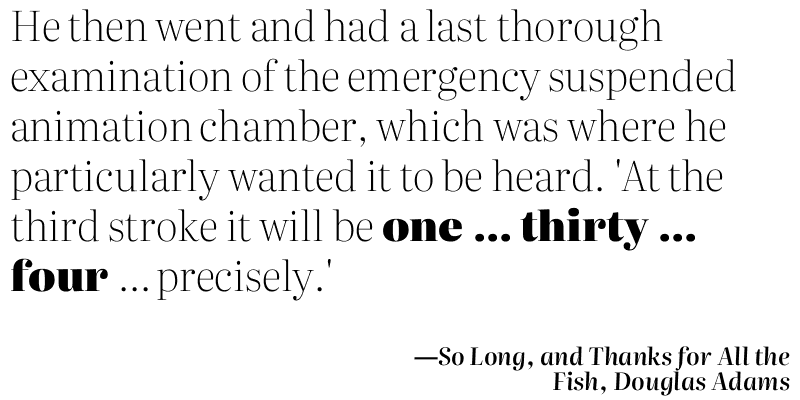 He then went and had a last thorough
examination of the emergency suspended
animation chamber, which was where he
particularly wanted it to be heard. 'At the
third stroke it will be one ... thirty ...
four ... precisely.'
—So Long, and Thanks for All the
Fish, Douglas Adams